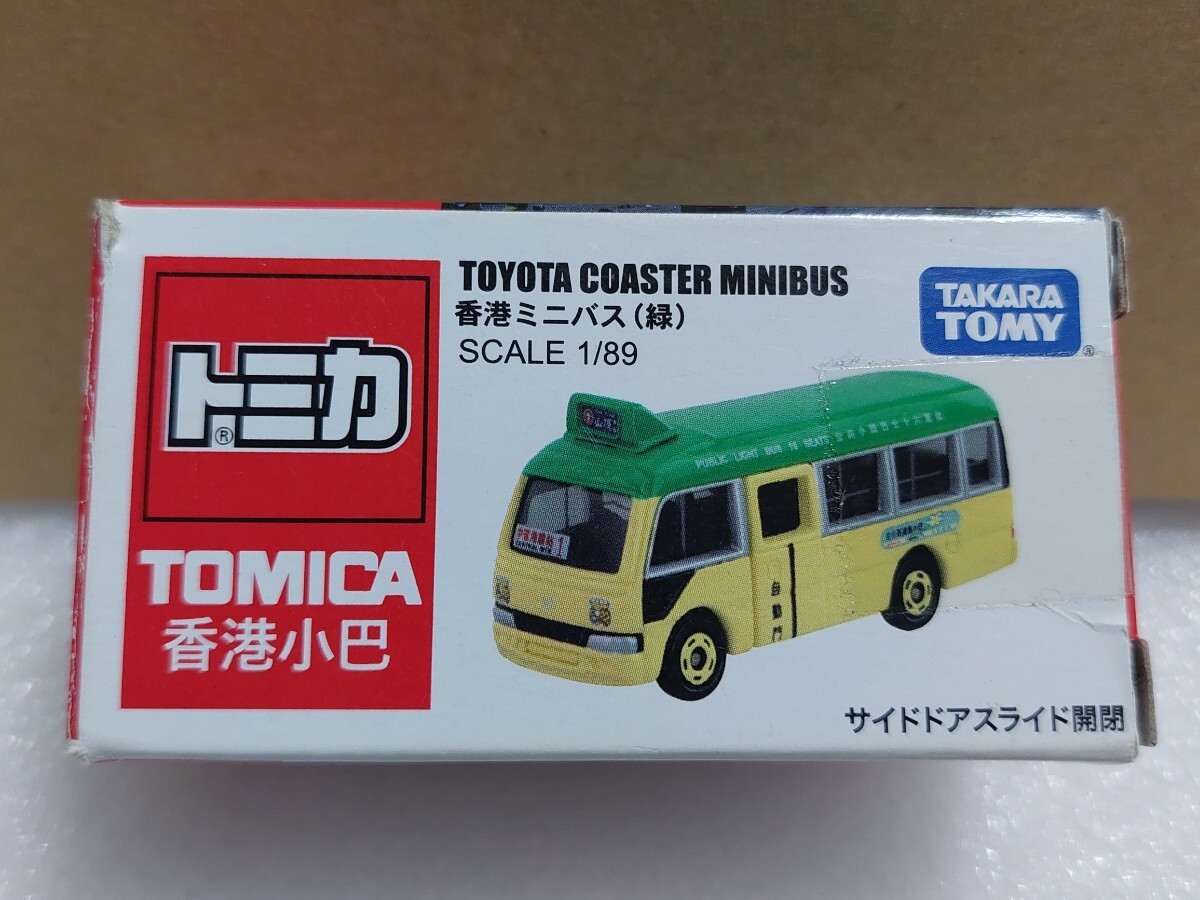 トミカ
®
TOMICA
香港小巴
TOYOTA COASTER MINIBUS
香港ミニバス（緑）
SCALE 1/89
TAKARA
TOMY
®
PUBLIC LIGHT BUS 16 SEATS
1
自動門
サイドドアスライド開閉